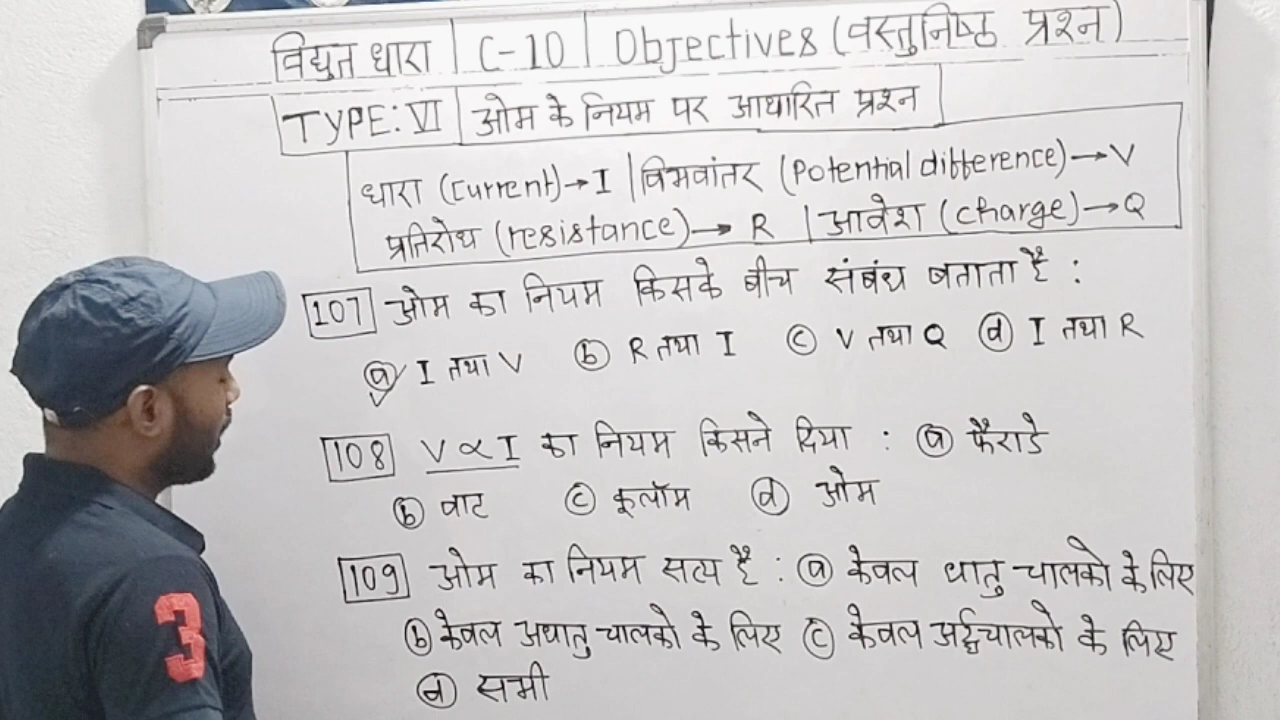 विद्युत धारा | C-10 | Objectives (वस्तुनिष्ठ प्रश्न)
TYPE: VI | ओम के नियम पर आधारित प्रश्न
धारा (current)→I | विभवांतर (Potential difference)→V
प्रतिरोध (resistance)→ R | आवेश (charge)→Q
107 ओम का नियम किसके बीच संबंध बताता है :
(a) I तथा V (b) R तथा I (c) V तथा Q (d) I तथा R
108 V ∝ I का नियम किसने दिया : (a) फैराडे
(b) वाट (c) कूलॉम (d) ओम
109 ओम का नियम सत्य है : (a) केवल धातु चालको के लिए
(b) केवल अधातु चालको के लिए (c) केवल अर्द्धचालको के लिए
(d) सभी
3